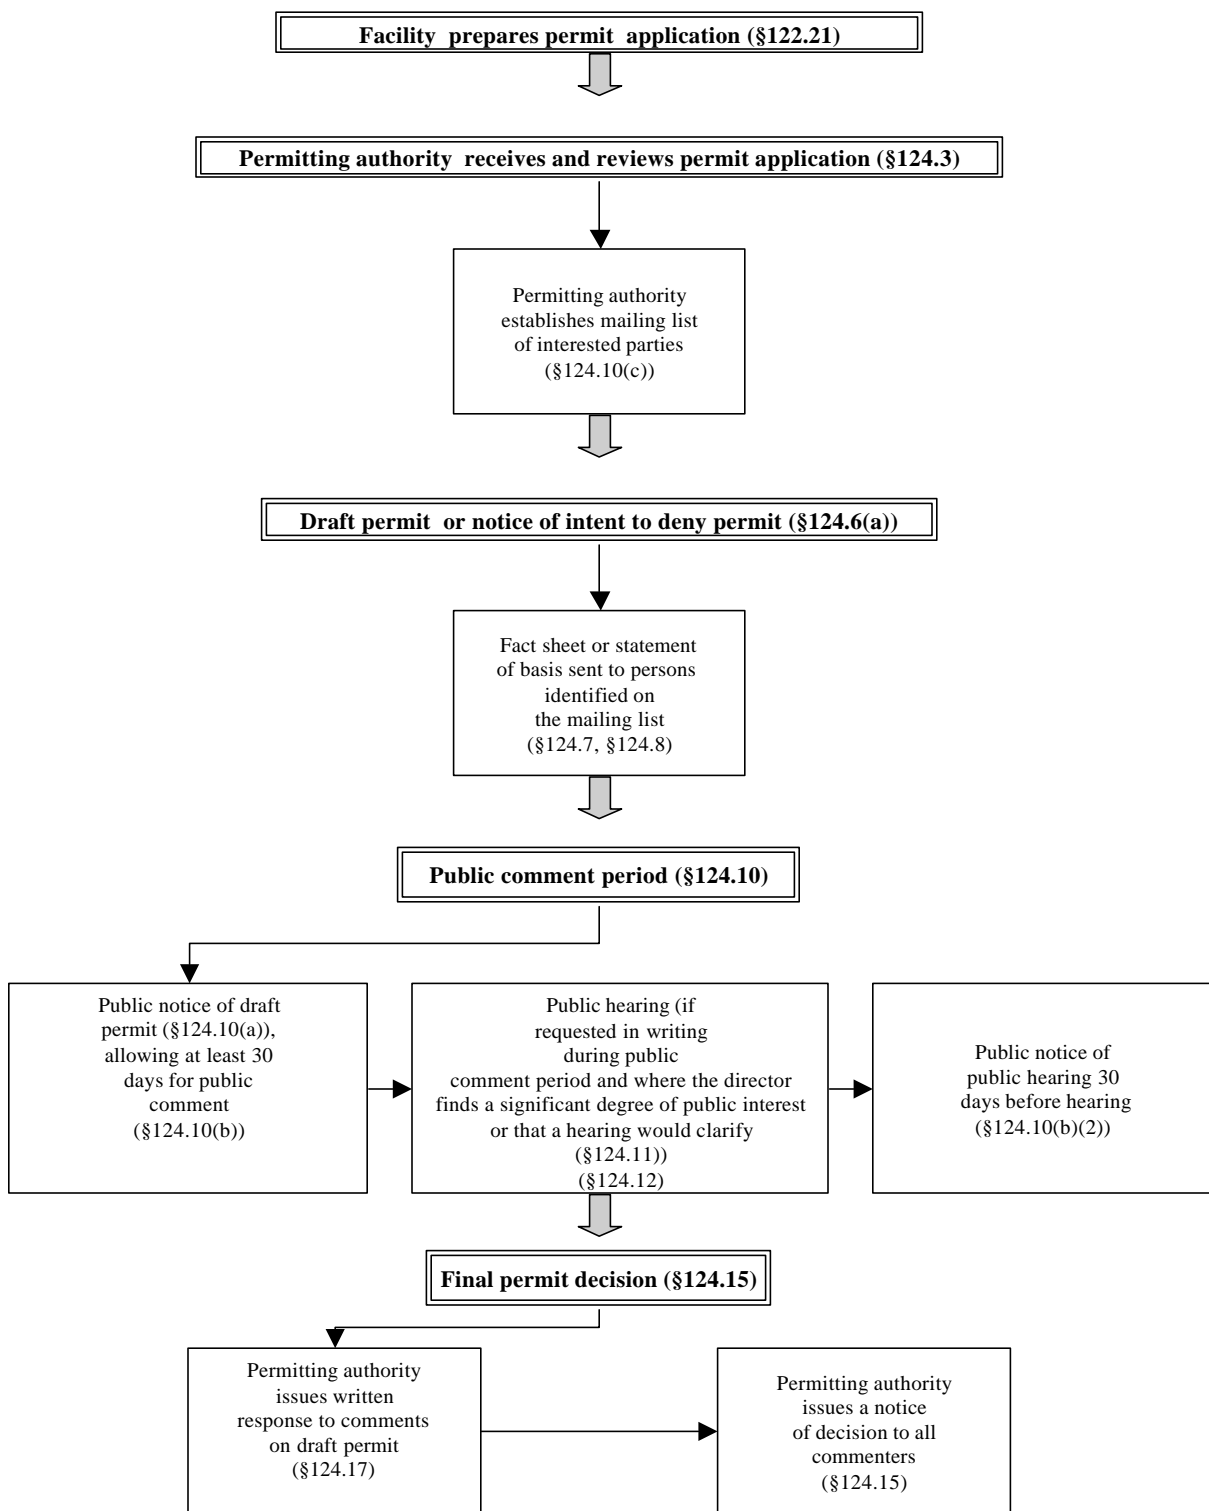 Facility prepares permit application (§122.21)
Permitting authority receives and reviews permit application (§124.3)
Permitting authority
establishes mailing list
of interested parties
(§124.10(c))
Draft permit or notice of intent to deny permit (§124.6(a))
Fact sheet or statement
of basis sent to persons
identified on
the mailing list
(§124.7, §124.8)
Public comment period (§124.10)
Public notice of draft
permit (§124.10(a)),
allowing at least 30
days for public
comment
(§124.10(b))
Public hearing (if
requested in writing
during public
comment period and where the director
finds a significant degree of public interest
or that a hearing would clarify
(§124.11))
(§124.12)
Public notice of
public hearing 30
days before hearing
(§124.10(b)(2))
Final permit decision (§124.15)
Permitting authority
issues written
response to comments
on draft permit
(§124.17)
Permitting authority
issues a notice
of decision to all
commenters
(§124.15)